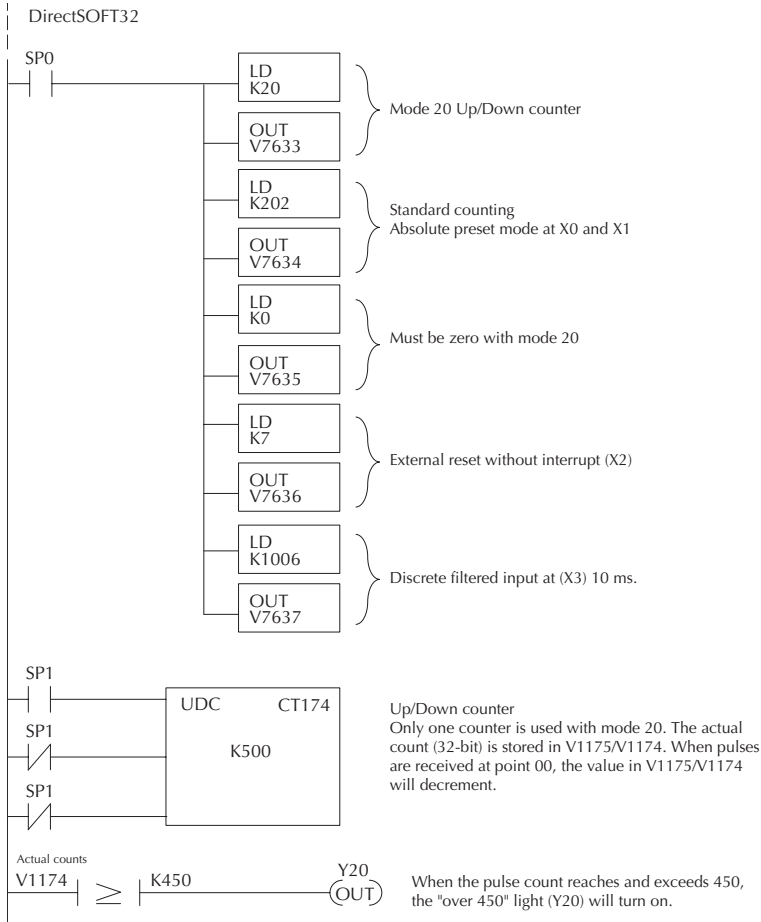 DirectSOFT32
SP0
LD
K20
OUT
V7633
Mode 20 Up/Down counter
LD
K202
OUT
V7634
Standard counting
Absolute preset mode at X0 and X1
LD
K0
OUT
V7635
Must be zero with mode 20
LD
K7
OUT
V7636
External reset without interrupt (X2)
LD
K1006
OUT
V7637
Discrete filtered input at (X3) 10 ms.
SP1
UDC CT174
SP1
K500
SP1
Up/Down counter
Only one counter is used with mode 20. The actual
count (32-bit) is stored in V1175/V1174. When pulses
are received at point 00, the value in V1175/V1174
will decrement.
Actual counts
V1174 ≥ K450
Y20
OUT
When the pulse count reaches and exceeds 450,
the "over 450" light (Y20) will turn on.